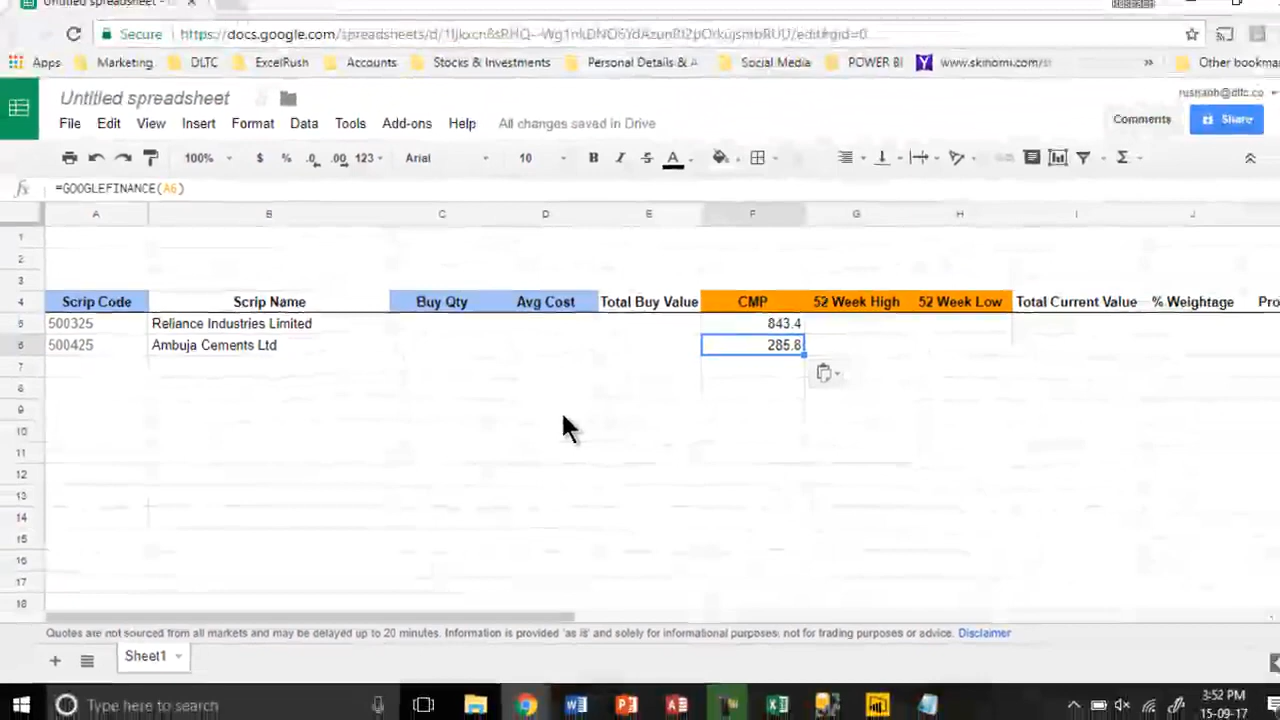 Untitled spreadsheet
Secure
Apps Marketing DLTC ExcelRush Accounts Stocks & Investments Personal Details & A Social Media POWER BI » Other bookma
Untitled spreadsheet
File Edit View Insert Format Data Tools Add-ons Help All changes saved in Drive
Comments Share
100% $ % .0 .00 123 Arial 10 B I S A Σ
fx =GOOGLEFINANCE(A6)
A B C D E F G H I J
1
2
3
4 Scrip Code Scrip Name Buy Qty Avg Cost Total Buy Value CMP 52 Week High 52 Week Low Total Current Value % Weightage Pro
5 500325 Reliance Industries Limited 843.4
6 500425 Ambuja Cements Ltd 285.8
7
8
9
10
11
12
13
14
15
16
17
18
Quotes are not sourced from all markets and may be delayed up to 20 minutes. Information is provided 'as is' and solely for informational purposes, not for trading purposes or advice. Disclaimer
+ Sheet1
Type here to search
3:52 PM
15-09-17